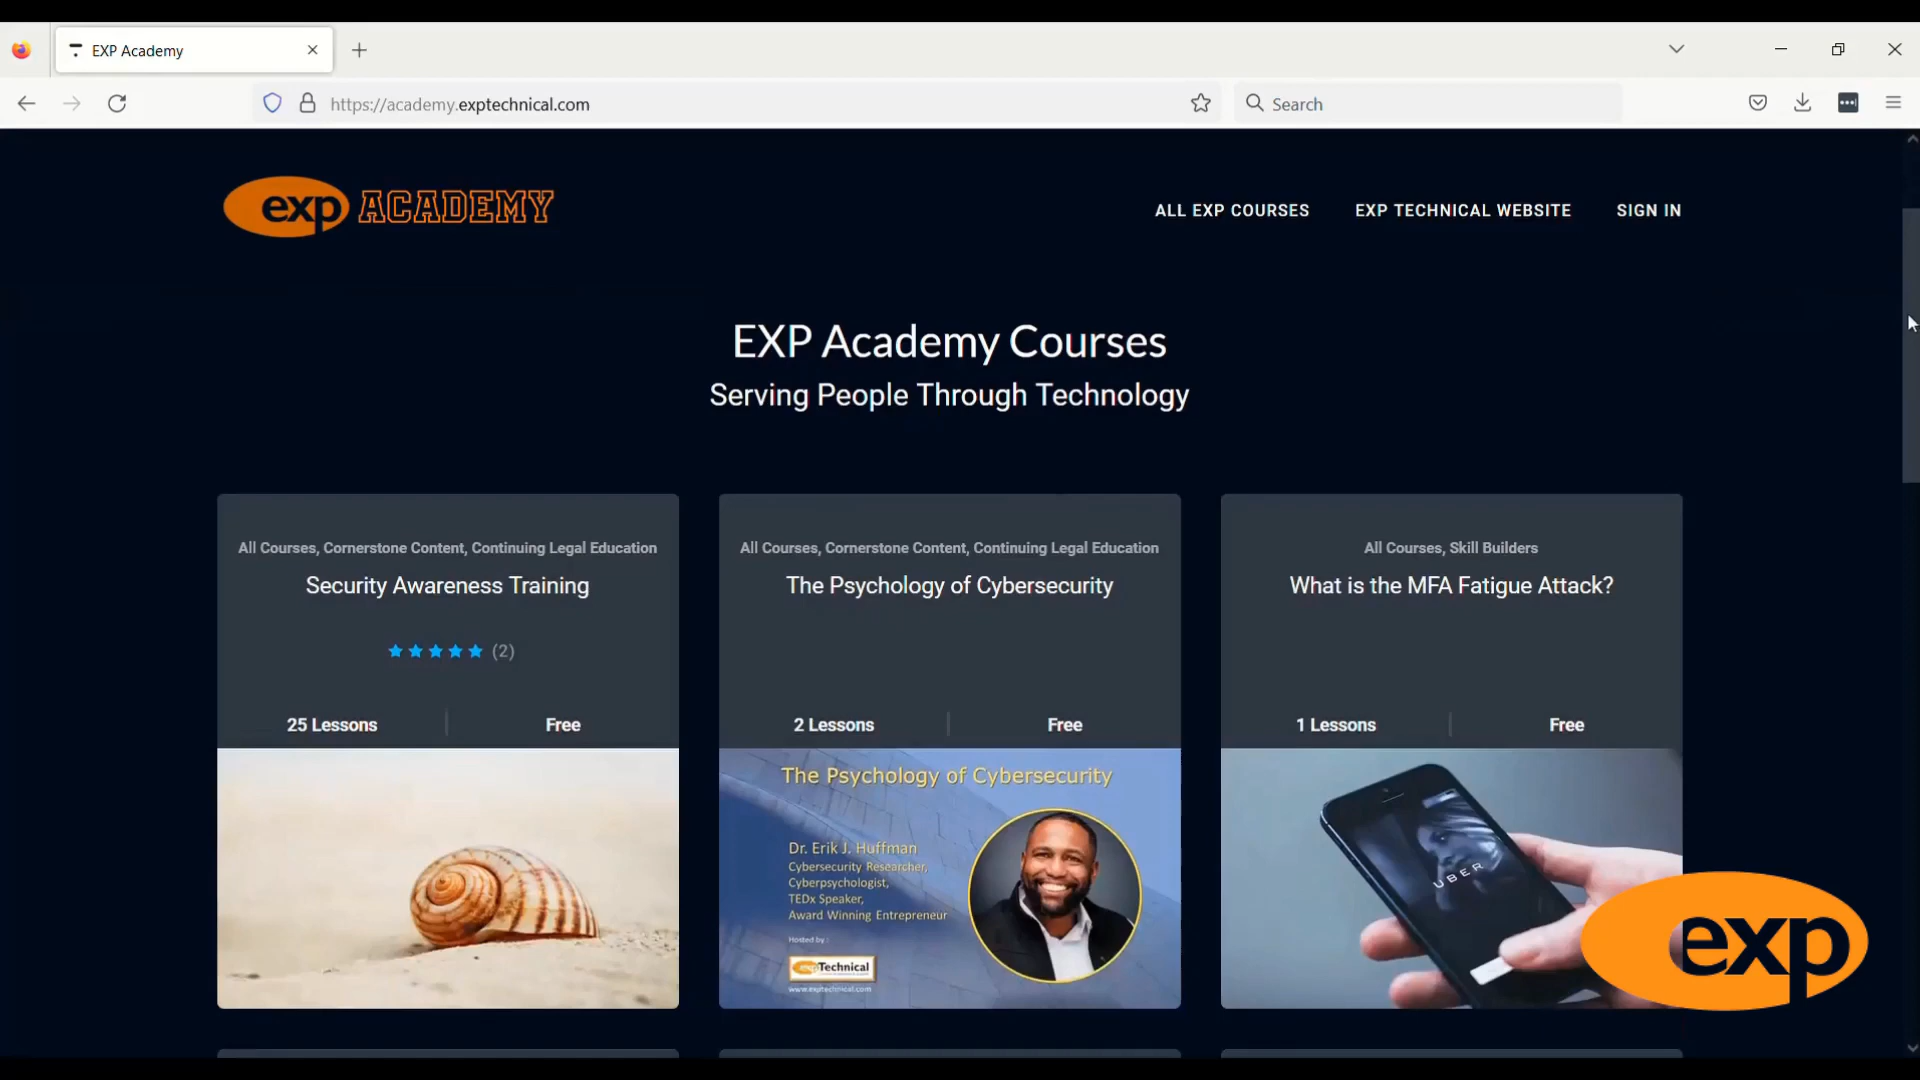 EXP Academy
https://academy.exptechnical.com
Search
exp ACADEMY
ALL EXP COURSES
EXP TECHNICAL WEBSITE
SIGN IN
EXP Academy Courses
Serving People Through Technology
All Courses, Cornerstone Content, Continuing Legal Education
Security Awareness Training
(2)
25 Lessons
Free
All Courses, Cornerstone Content, Continuing Legal Education
The Psychology of Cybersecurity
2 Lessons
Free
The Psychology of Cybersecurity
Dr. Erik J. Huffman
Cybersecurity Researcher,
Cyberpsychologist,
TEDx Speaker,
Award Winning Entrepreneur
Hosted by :
exp Technical
www.exptechnical.com
All Courses, Skill Builders
What is the MFA Fatigue Attack?
1 Lessons
Free
UBER
exp